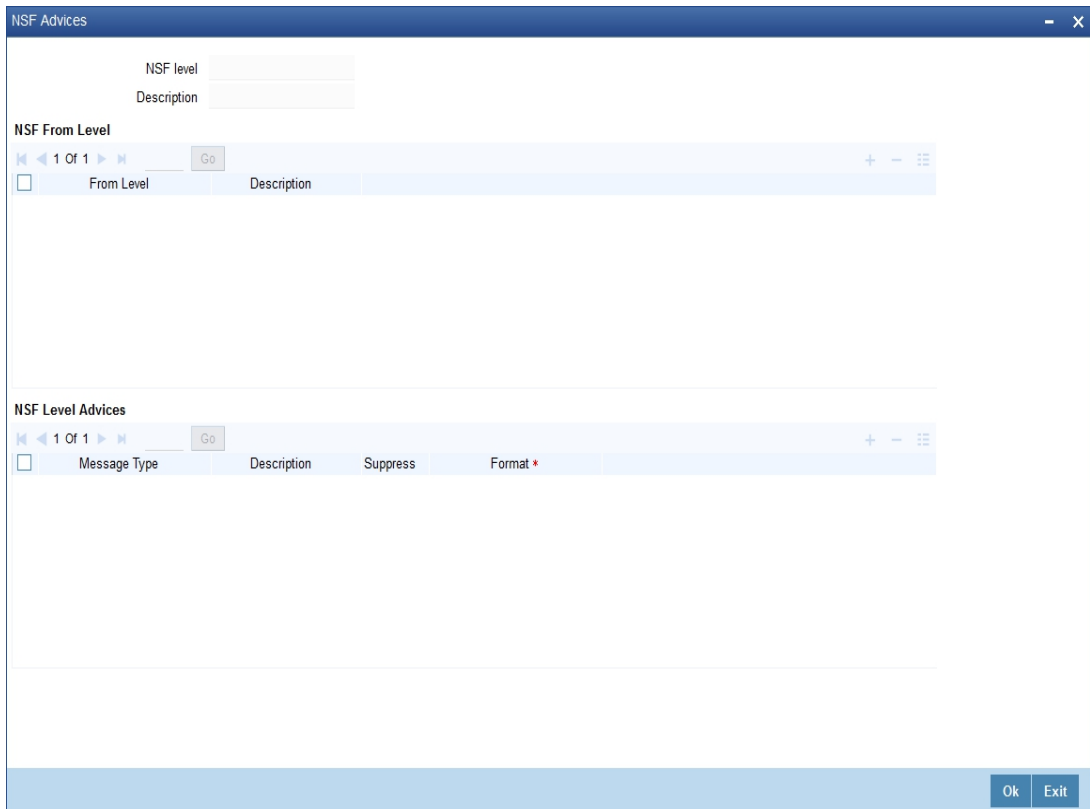 NSF Advices
NSF level
Description
NSF From Level
1 Of 1 Go
From Level Description
NSF Level Advices
1 Of 1 Go
Message Type Description Suppress Format *
Ok Exit